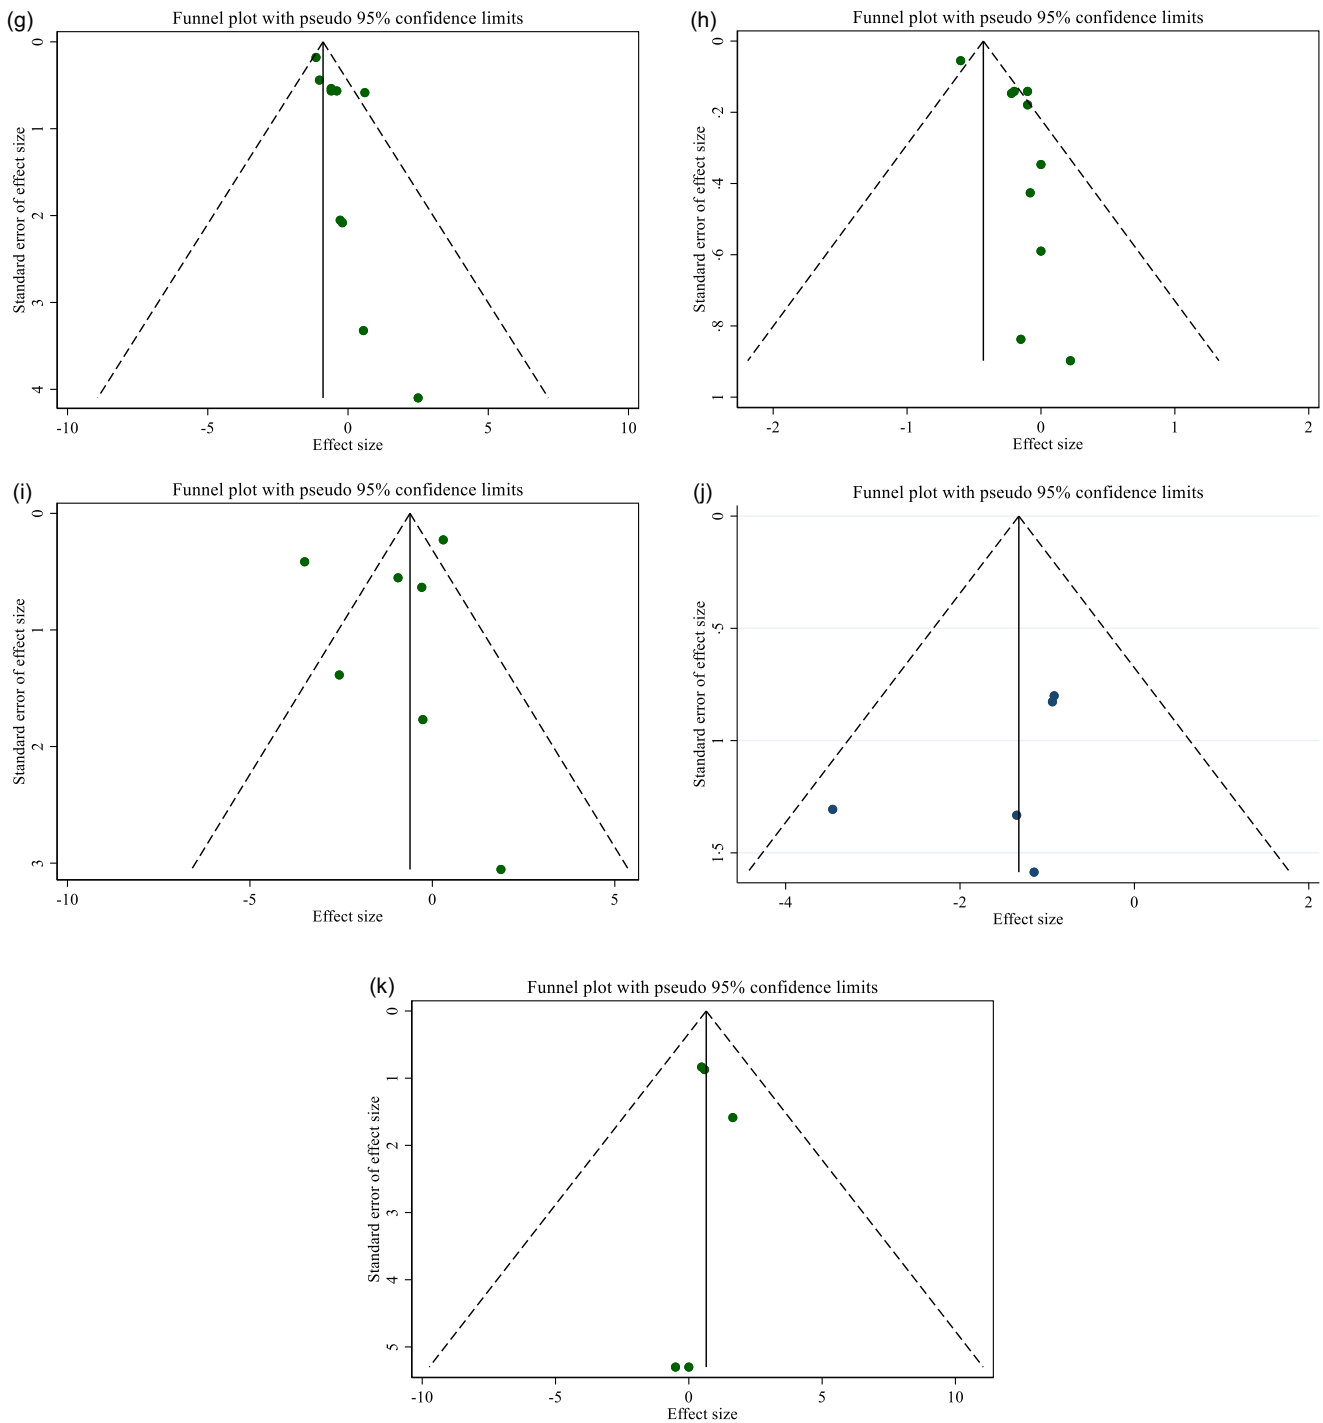 (g)
Funnel plot with pseudo 95% confidence limits
Standard error of effect size
0
1
2
3
4
-10 -5 0 5 10
Effect size
(h)
Funnel plot with pseudo 95% confidence limits
Standard error of effect size
0
.2
.4
.6
.8
1
-2 -1 0 1 2
Effect size
(i)
Funnel plot with pseudo 95% confidence limits
Standard error of effect size
0
1
2
3
-10 -5 0 5
Effect size
(j)
Funnel plot with pseudo 95% confidence limits
Standard error of effect size
0
.5
1
1.5
-4 -2 0 2
Effect size
(k)
Funnel plot with pseudo 95% confidence limits
Standard error of effect size
0
1
2
3
4
5
-10 -5 0 5 10
Effect size